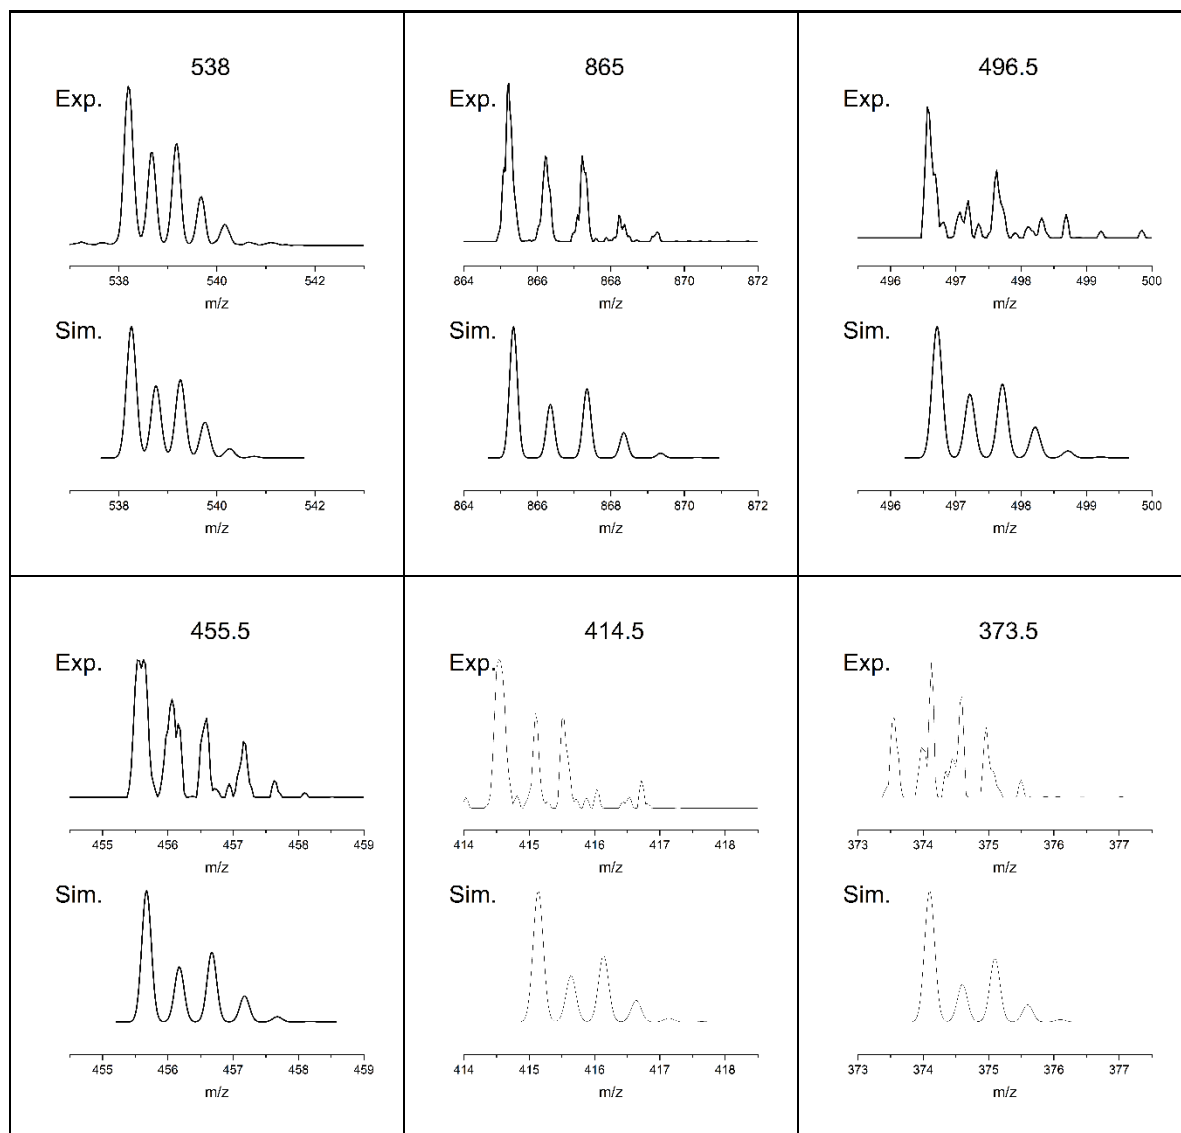 538
Exp.
538 540 542
m/z
Sim.
538 540 542
m/z
865
Exp.
864 866 868 870 872
m/z
Sim.
864 866 868 870 872
m/z
496.5
Exp.
496 497 498 499 500
m/z
Sim.
496 497 498 499 500
m/z
455.5
Exp.
455 456 457 458 459
m/z
Sim.
455 456 457 458 459
m/z
414.5
Exp.
414 415 416 417 418
m/z
Sim.
414 415 416 417 418
m/z
373.5
Exp.
373 374 375 376 377
m/z
Sim.
373 374 375 376 377
m/z